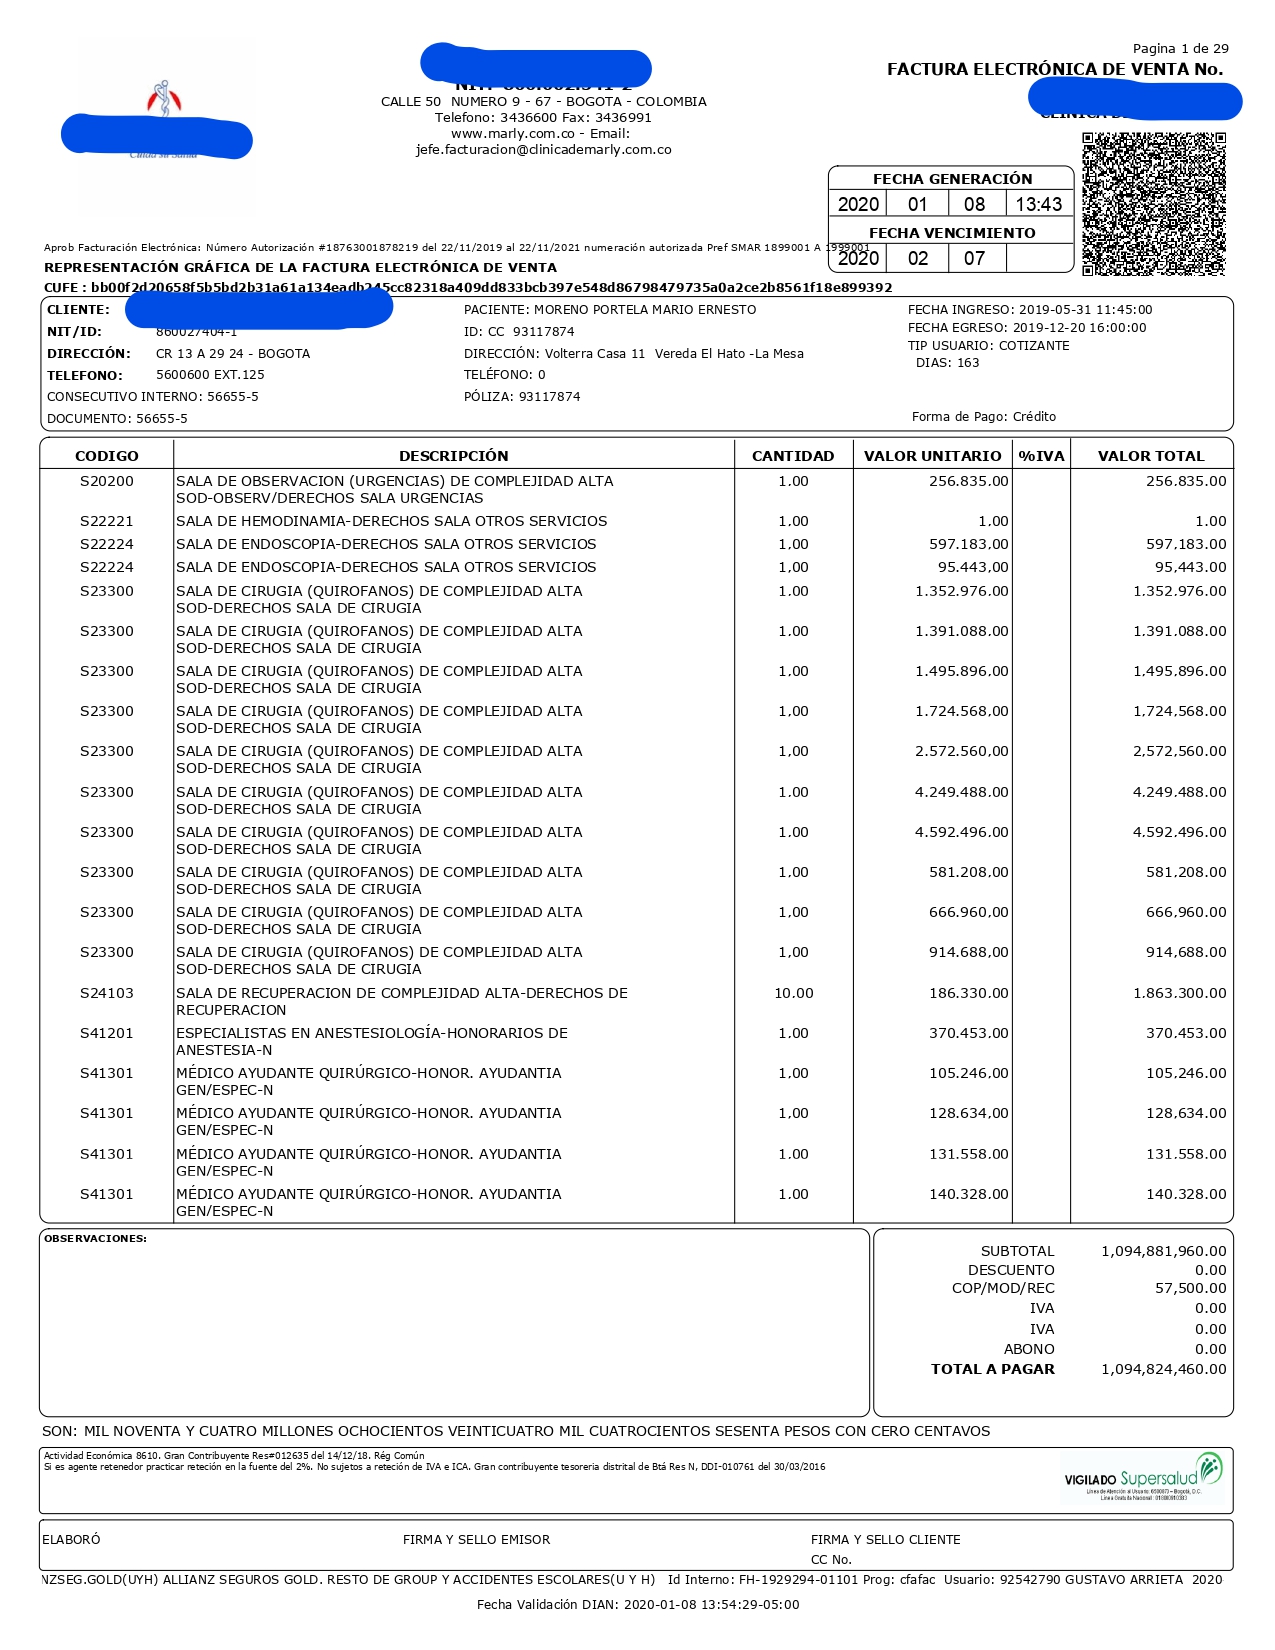 Pagina 1 de 29
FACTURA ELECTRÓNICA DE VENTA No.
CALLE 50 NUMERO 9 - 67 - BOGOTA - COLOMBIA
Telefono: 3436600 Fax: 3436991
www.marly.com.co - Email:
jefe.facturacion@clinicademarly.com.co
FECHA GENERACIÓN
2020 01 08 13:43
FECHA VENCIMIENTO
2020 02 07
Aprob Facturación Electrónica: Número Autorización #18763001878219 del 22/11/2019 al 22/11/2021 numeración autorizada Pref SMAR 1899001 A 1999001
REPRESENTACIÓN GRÁFICA DE LA FACTURA ELECTRÓNICA DE VENTA
CUFE :
CLIENTE:
NIT/ID: 860027404-1
DIRECCIÓN: CR 13 A 29 24 - BOGOTA
TELEFONO: 5600600 EXT.125
CONSECUTIVO INTERNO: 56655-5
DOCUMENTO: 56655-5
PACIENTE: MORENO PORTELA MARIO ERNESTO
ID: CC 93117874
DIRECCIÓN: Volterra Casa 11 Vereda El Hato -La Mesa
TELÉFONO: 0
PÓLIZA: 93117874
FECHA INGRESO: 2019-05-31 11:45:00
FECHA EGRESO: 2019-12-20 16:00:00
TIP USUARIO: COTIZANTE
DIAS: 163
Forma de Pago: Crédito
CODIGO DESCRIPCIÓN CANTIDAD VALOR UNITARIO %IVA VALOR TOTAL
S20200 SALA DE OBSERVACION (URGENCIAS) DE COMPLEJIDAD ALTA 1,00 256.835,00 256,835.00
SOD-OBSERV/DERECHOS SALA URGENCIAS
S22221 SALA DE HEMODINAMIA-DERECHOS SALA OTROS SERVICIOS 1,00 1,00 1.00
S22224 SALA DE ENDOSCOPIA-DERECHOS SALA OTROS SERVICIOS 1,00 597.183,00 597,183.00
S22224 SALA DE ENDOSCOPIA-DERECHOS SALA OTROS SERVICIOS 1,00 95.443,00 95,443.00
S23300 SALA DE CIRUGIA (QUIROFANOS) DE COMPLEJIDAD ALTA 1,00 1.352.976,00 1,352,976.00
SOD-DERECHOS SALA DE CIRUGIA
S23300 SALA DE CIRUGIA (QUIROFANOS) DE COMPLEJIDAD ALTA 1,00 1.391.088,00 1,391,088.00
SOD-DERECHOS SALA DE CIRUGIA
S23300 SALA DE CIRUGIA (QUIROFANOS) DE COMPLEJIDAD ALTA 1,00 1.495.896,00 1,495,896.00
SOD-DERECHOS SALA DE CIRUGIA
S23300 SALA DE CIRUGIA (QUIROFANOS) DE COMPLEJIDAD ALTA 1,00 1.724.568,00 1,724,568.00
SOD-DERECHOS SALA DE CIRUGIA
S23300 SALA DE CIRUGIA (QUIROFANOS) DE COMPLEJIDAD ALTA 1,00 2.572.560,00 2,572,560.00
SOD-DERECHOS SALA DE CIRUGIA
S23300 SALA DE CIRUGIA (QUIROFANOS) DE COMPLEJIDAD ALTA 1,00 4.249.488,00 4,249,488.00
SOD-DERECHOS SALA DE CIRUGIA
S23300 SALA DE CIRUGIA (QUIROFANOS) DE COMPLEJIDAD ALTA 1,00 4.592.496,00 4,592,496.00
SOD-DERECHOS SALA DE CIRUGIA
S23300 SALA DE CIRUGIA (QUIROFANOS) DE COMPLEJIDAD ALTA 1,00 581.208,00 581,208.00
SOD-DERECHOS SALA DE CIRUGIA
S23300 SALA DE CIRUGIA (QUIROFANOS) DE COMPLEJIDAD ALTA 1,00 666.960,00 666,960.00
SOD-DERECHOS SALA DE CIRUGIA
S23300 SALA DE CIRUGIA (QUIROFANOS) DE COMPLEJIDAD ALTA 1,00 914.688,00 914,688.00
SOD-DERECHOS SALA DE CIRUGIA
S24103 SALA DE RECUPERACION DE COMPLEJIDAD ALTA-DERECHOS DE 10,00 186.330,00 1,863,300.00
RECUPERACION
S41201 ESPECIALISTAS EN ANESTESIOLOGÍA-HONORARIOS DE 1,00 370.453,00 370,453.00
ANESTESIA-N
S41301 MÉDICO AYUDANTE QUIRÚRGICO-HONOR. AYUDANTIA 1,00 105.246,00 105,246.00
GEN/ESPEC-N
S41301 MÉDICO AYUDANTE QUIRÚRGICO-HONOR. AYUDANTIA 1,00 128.634,00 128,634.00
GEN/ESPEC-N
S41301 MÉDICO AYUDANTE QUIRÚRGICO-HONOR. AYUDANTIA 1,00 131.558,00 131,558.00
GEN/ESPEC-N
S41301 MÉDICO AYUDANTE QUIRÚRGICO-HONOR. AYUDANTIA 1,00 140.328,00 140,328.00
GEN/ESPEC-N
OBSERVACIONES:
SUBTOTAL 1,094,881,960.00
DESCUENTO 0.00
COP/MOD/REC 57,500.00
IVA 0.00
IVA 0.00
ABONO 0.00
TOTAL A PAGAR 1,094,824,460.00
SON: MIL NOVENTA Y CUATRO MILLONES OCHOCIENTOS VEINTICUATRO MIL CUATROCIENTOS SESENTA PESOS CON CERO CENTAVOS
Actividad Económica 8610. Gran Contribuyente Res#012635 del 14/12/18. Rég Común
Si es agente retenedor practicar reteción en la fuente del 2%. No sujetos a reteción de IVA e ICA. Gran contribuyente tesoreria distrital de Btá Res N, DDI-010761 del 30/03/2016
VIGILADO Supersalud
ELABORÓ FIRMA Y SELLO EMISOR FIRMA Y SELLO CLIENTE
CC No.
NZSEG.GOLD(UYH) ALLIANZ SEGUROS GOLD. RESTO DE GROUP Y ACCIDENTES ESCOLARES(U Y H) Id Interno: FH-1929294-01101 Prog: cfafac Usuario: 92542790 GUSTAVO ARRIETA 2020
Fecha Validación DIAN: 2020-01-08 13:54:29-05:00